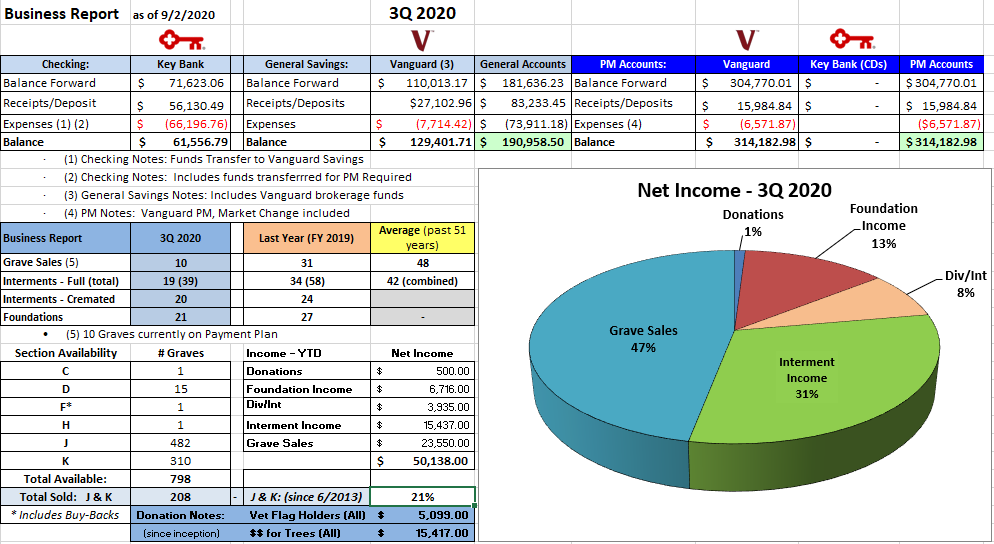 Business Report as of 9/2/2020 3Q 2020
Key. V V Key.
Checking: Key Bank General Savings: Vanguard (3) General Accounts PM Accounts: Vanguard Key Bank (CDs) PM Accounts
Balance Forward $ 71,623.06 Balance Forward $ 110,013.17 $ 181,636.23 Balance Forward $ 304,770.01 $ - $ 304,770.01
Receipts/Deposit $ 56,130.49 Receipts/Deposits $27,102.96 $ 83,233.45 Receipts/Deposits $ 15,984.84 $ - $ 15,984.84
Expenses (1) (2) $ (66,196.76) Expenses $ (7,714.42) $ (73,911.18) Expenses (4) $ (6,571.87) ($6,571.87)
Balance $ 61,556.79 Balance $ 129,401.71 $ 190,958.50 Balance $ 314,182.98 $ - $ 314,182.98
· (1) Checking Notes: Funds Transfer to Vanguard Savings
· (2) Checking Notes: Includes funds transferrred for PM Required
· (3) General Savings Notes: Includes Vanguard brokerage funds
· (4) PM Notes: Vanguard PM, Market Change included
Business Report 3Q 2020 Last Year (FY 2019) Average (past 51
years)
Grave Sales (5) 10 31 48
Interments - Full (total) 19 (39) 34 (58) 42 (combined)
Interments - Cremated 20 24
Foundations 21 27 -
• (5) 10 Graves currently on Payment Plan
Section Availability # Graves Income – YTD Net Income
C 1 Donations $ 500.00
D 15 Foundation Income $ 6,716.00
F* 1 Div/Int $ 3,935.00
H 1 Interment Income $ 15,437.00
J 482 Grave Sales $ 23,550.00
K 310 $ 50,138.00
Total Available: 798
Total Sold: J & K 208 - J & K: (since 6/2013) 21%
* Includes Buy-Backs Donation Notes: Vet Flag Holders (All) $ 5,099.00
(since inception) $$ for Trees (All) $ 15,417.00
Net Income - 3Q 2020
Donations
1%
Foundation
Income
13%
Div/Int
8%
Grave Sales
47%
Interment
Income
31%